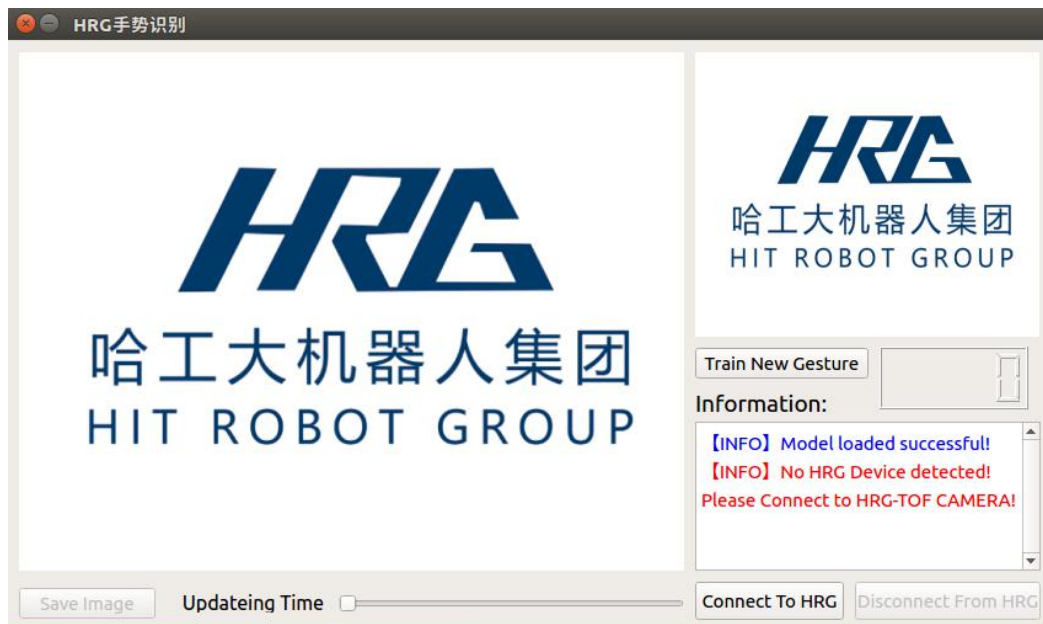 HRG手势识别
HRG
哈工大机器人集团
HIT ROBOT GROUP
HRG
哈工大机器人集团
HIT ROBOT GROUP
Train New Gesture
0
Information:
【INFO】Model loaded successful!
【INFO】No HRG Device detected!
Please Connect to HRG-TOF CAMERA!
Save Image
Updateing Time
Connect To HRG
Disconnect From HRG